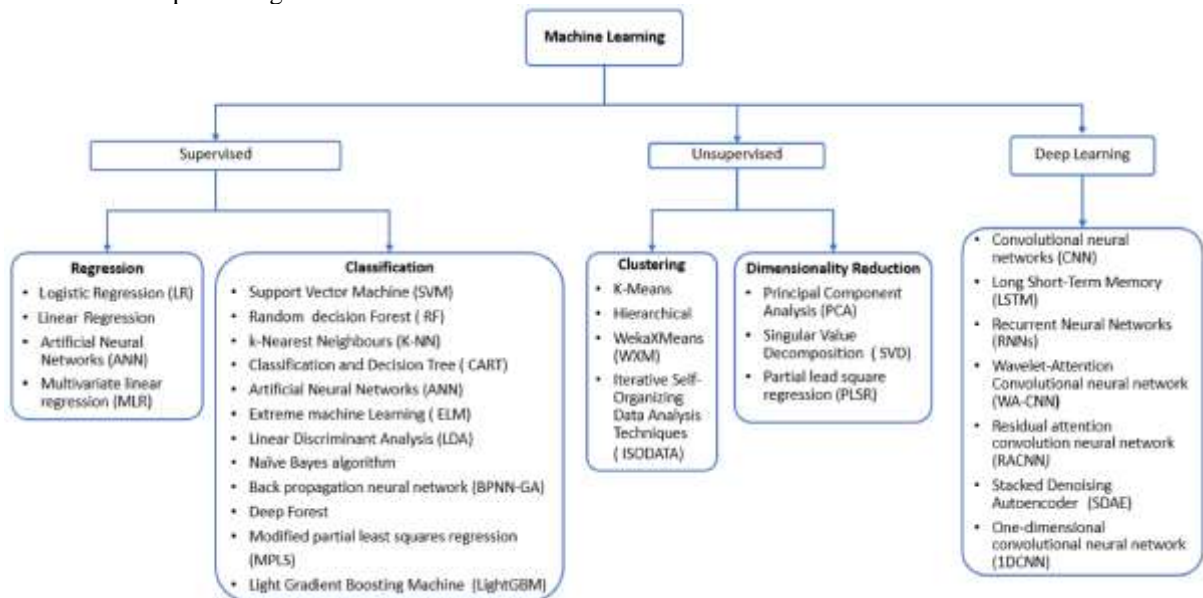 Machine Learning
Supervised
Unsupervised
Deep Learning
Regression
• Logistic Regression (LR)
• Linear Regression
• Artificial Neural
Networks (ANN)
• Multivariate linear
regression (MLR)
Classification
• Support Vector Machine (SVM)
• Random decision Forest ( RF)
• k-Nearest Neighbours (K-NN)
• Classification and Decision Tree ( CART)
• Artificial Neural Networks (ANN)
• Extreme machine Learning ( ELM)
• Linear Discriminant Analysis (LDA)
• Naïve Bayes algorithm
• Back propagation neural network (BPNN-GA)
• Deep Forest
• Modified partial least squares regression
(MPLS)
• Light Gradient Boosting Machine (LightGBM)
Clustering
• K-Means
• Hierarchical
• WekaXMeans
(WXM)
• Iterative Self-
Organizing
Data Analysis
Techniques
( ISODATA)
Dimensionality Reduction
• Principal Component
Analysis (PCA)
• Singular Value
Decomposition ( SVD)
• Partial lead square
regression (PLSR)
• Convolutional neural
networks (CNN)
• Long Short-Term Memory
(LSTM)
• Recurrent Neural Networks
(RNNs)
• Wavelet-Attention
Convolutional neural network
(WA-CNN)
• Residual attention
convolution neural network
(RACNN)
• Stacked Denoising
Autoencoder (SDAE)
• One-dimensional
convolutional neural network
(1DCNN)